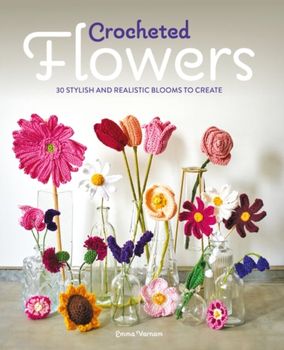 Crocheted
Flowers
30 STYLISH AND REALISTIC BLOOMS TO CREATE
Emma Varnam